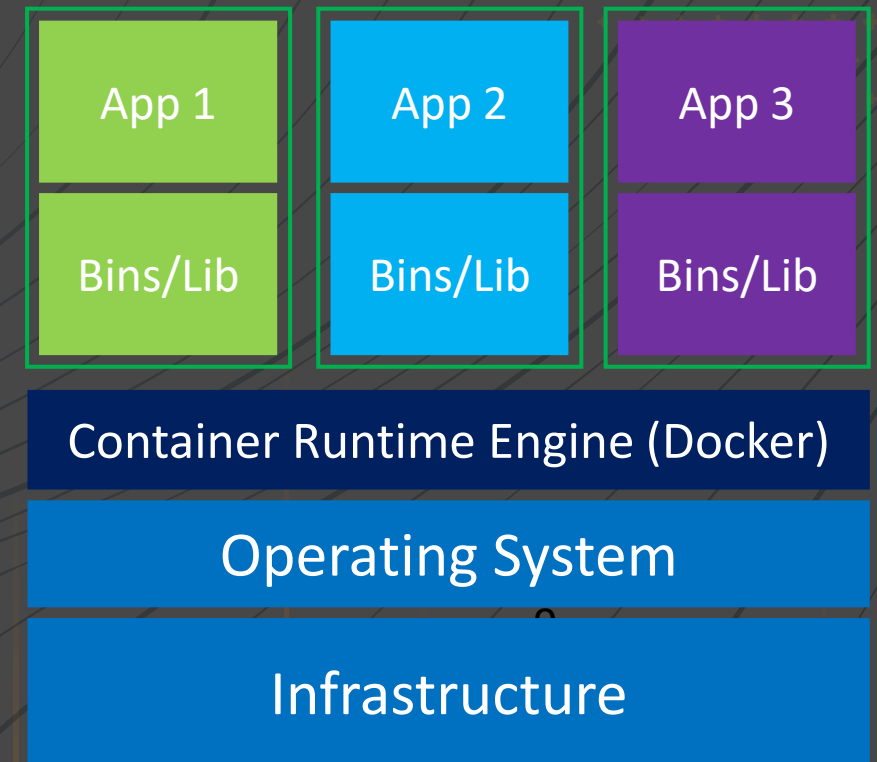 App 1
App 2
App 3
Bins/Lib
Bins/Lib
Bins/Lib
Container Runtime Engine (Docker)
Operating System
Infrastructure